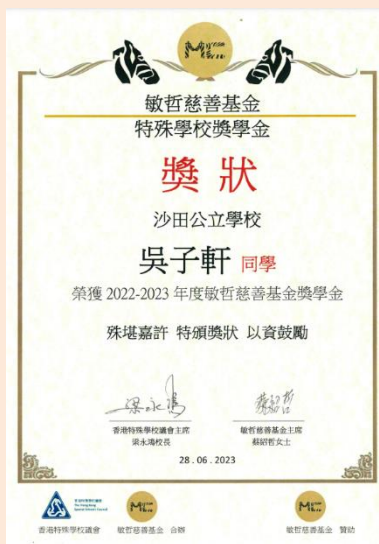 敏哲慈善基金
特殊學校獎學金
獎狀
沙田公立學校
吳子軒 同學
榮獲 2022-2023 年度敏哲慈善基金獎學金
殊堪嘉許 特頒獎狀 以資鼓勵
香港特殊學校議會主席
梁永鴻校長
敏哲慈善基金主席
蔡紹哲女士
28.06.2023
香港特殊學校議會
敏哲慈善基金 合辦
敏哲慈善基金 贊助